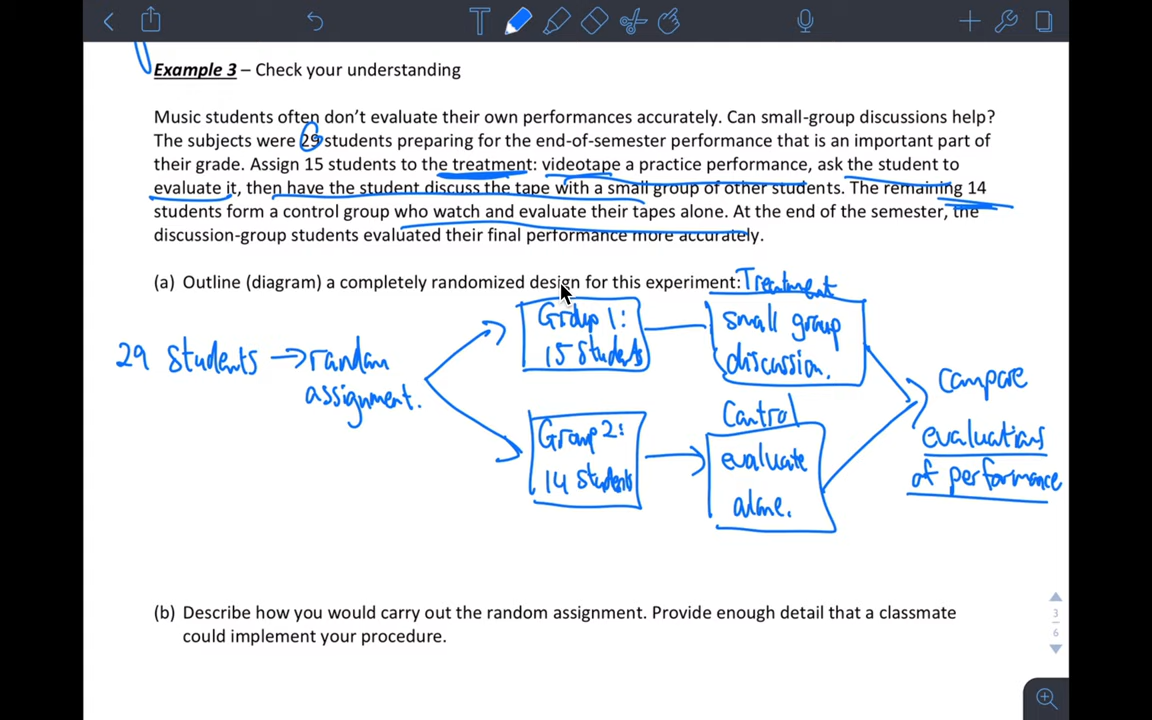 Example 3 – Check your understanding
Music students often don't evaluate their own performances accurately. Can small-group discussions help?
The subjects were 29 students preparing for the end-of-semester performance that is an important part of
their grade. Assign 15 students to the treatment: videotape a practice performance, ask the student to
evaluate it, then have the student discuss the tape with a small group of other students. The remaining 14
students form a control group who watch and evaluate their tapes alone. At the end of the semester, the
discussion-group students evaluated their final performance more accurately.
(a) Outline (diagram) a completely randomized design for this experiment:
Treatment
29 students → random
assignment.
Group 1:
15 students
small group
discussion.
Group 2:
14 students
Control
evaluate
alone.
compare
evaluations
of performance
(b) Describe how you would carry out the random assignment. Provide enough detail that a classmate
could implement your procedure.
3
6